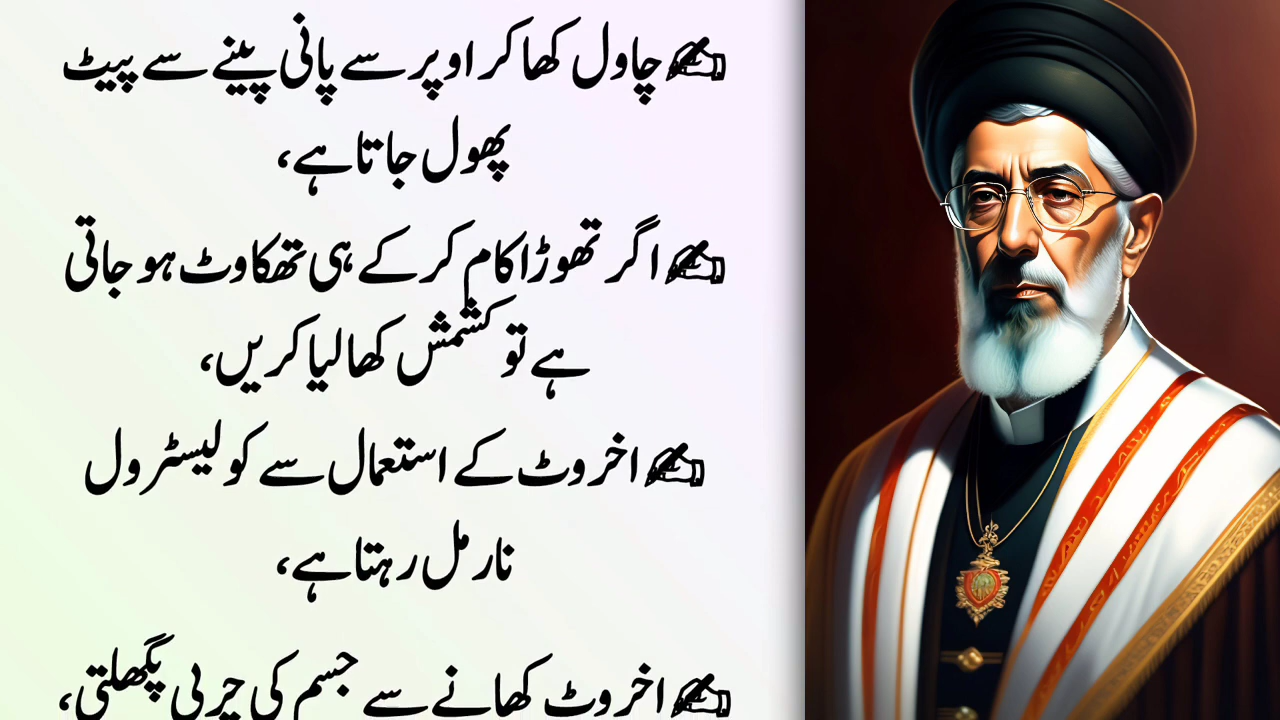 ✍چاول کھا کر اوپر سے پانی پینے سے پیٹ
پھول جاتا ہے،
✍اگر تھوڑا کام کر کے ہی تھکاوٹ ہو جاتی
ہے تو کشمش کھا لیا کریں،
✍اخروٹ کے استعمال سے کولیسٹرول
نارمل رہتا ہے،
✍اخروٹ کھانے سے جسم کی چربی پگھلتی،